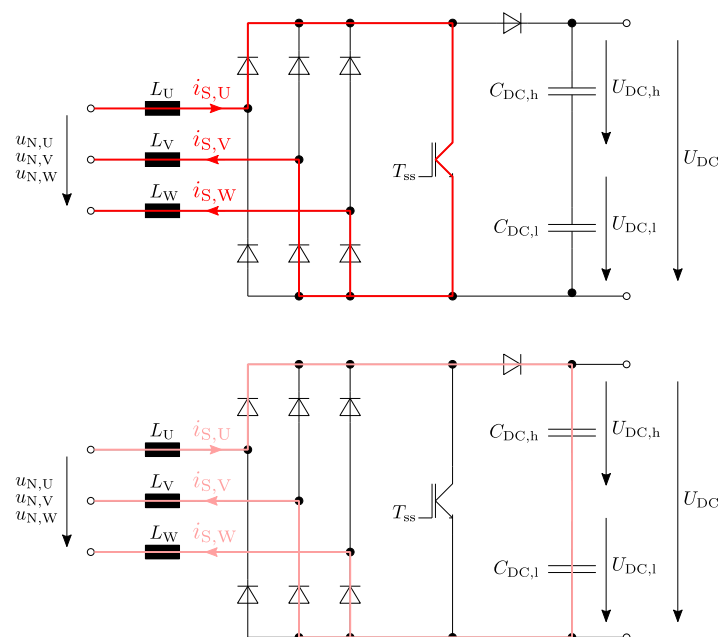 L_U i_S,U
C_DC,h U_DC,h
u_N,U
u_N,V
u_N,W
L_V i_S,V
T_ss
U_DC
L_W i_S,W
C_DC,l U_DC,l
L_U i_S,U
C_DC,h U_DC,h
u_N,U
u_N,V
u_N,W
L_V i_S,V
T_ss
U_DC
L_W i_S,W
C_DC,l U_DC,l